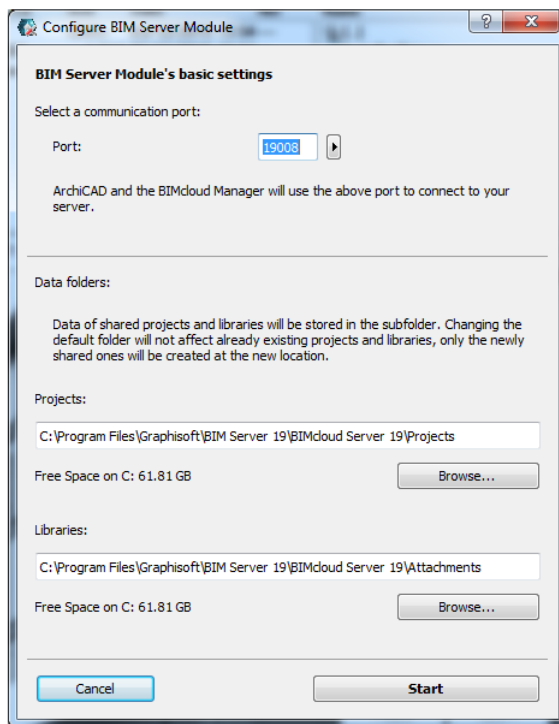 Configure BIM Server Module
BIM Server Module's basic settings
Select a communication port:
Port:
19008
ArchiCAD and the BIMcloud Manager will use the above port to connect to your
server.
Data folders:
Data of shared projects and libraries will be stored in the subfolder. Changing the
default folder will not affect already existing projects and libraries, only the newly
shared ones will be created at the new location.
Projects:
C:\Program Files\Graphisoft\BIM Server 19\BIMcloud Server 19\Projects
Free Space on C: 61.81 GB
Browse...
Libraries:
C:\Program Files\Graphisoft\BIM Server 19\BIMcloud Server 19\Attachments
Free Space on C: 61.81 GB
Browse...
Cancel
Start